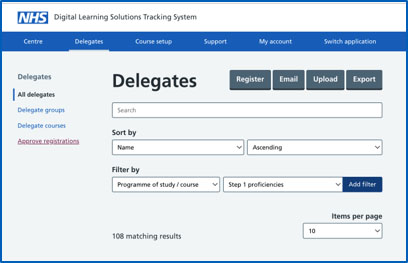 NHS Digital Learning Solutions Tracking System
Centre Delegates Course setup Support My account Switch application
Delegates
All delegates
Delegate groups
Delegate courses
Approve registrations
Delegates
Register Email Upload Export
Search
Sort by
Name Ascending
Filter by
Programme of study / course Step 1 proficiencies Add filter
Items per page
10
108 matching results